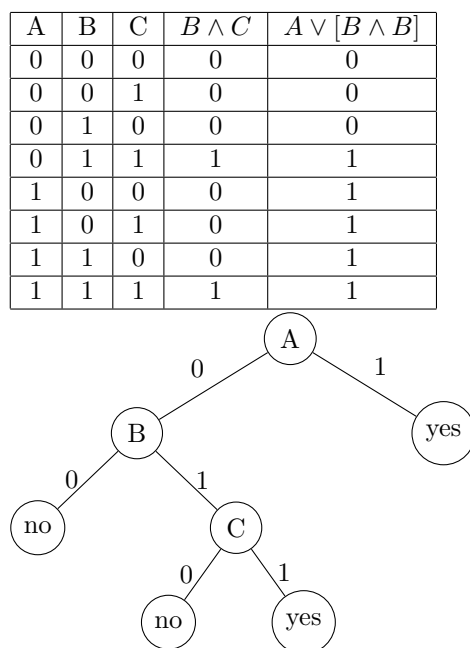 A B C B ∧ C A ∨ [B ∧ B]
0 0 0 0 0
0 0 1 0 0
0 1 0 0 0
0 1 1 1 1
1 0 0 0 1
1 0 1 0 1
1 1 0 0 1
1 1 1 1 1
A
0 1
B yes
0 1
no C
0 1
no yes